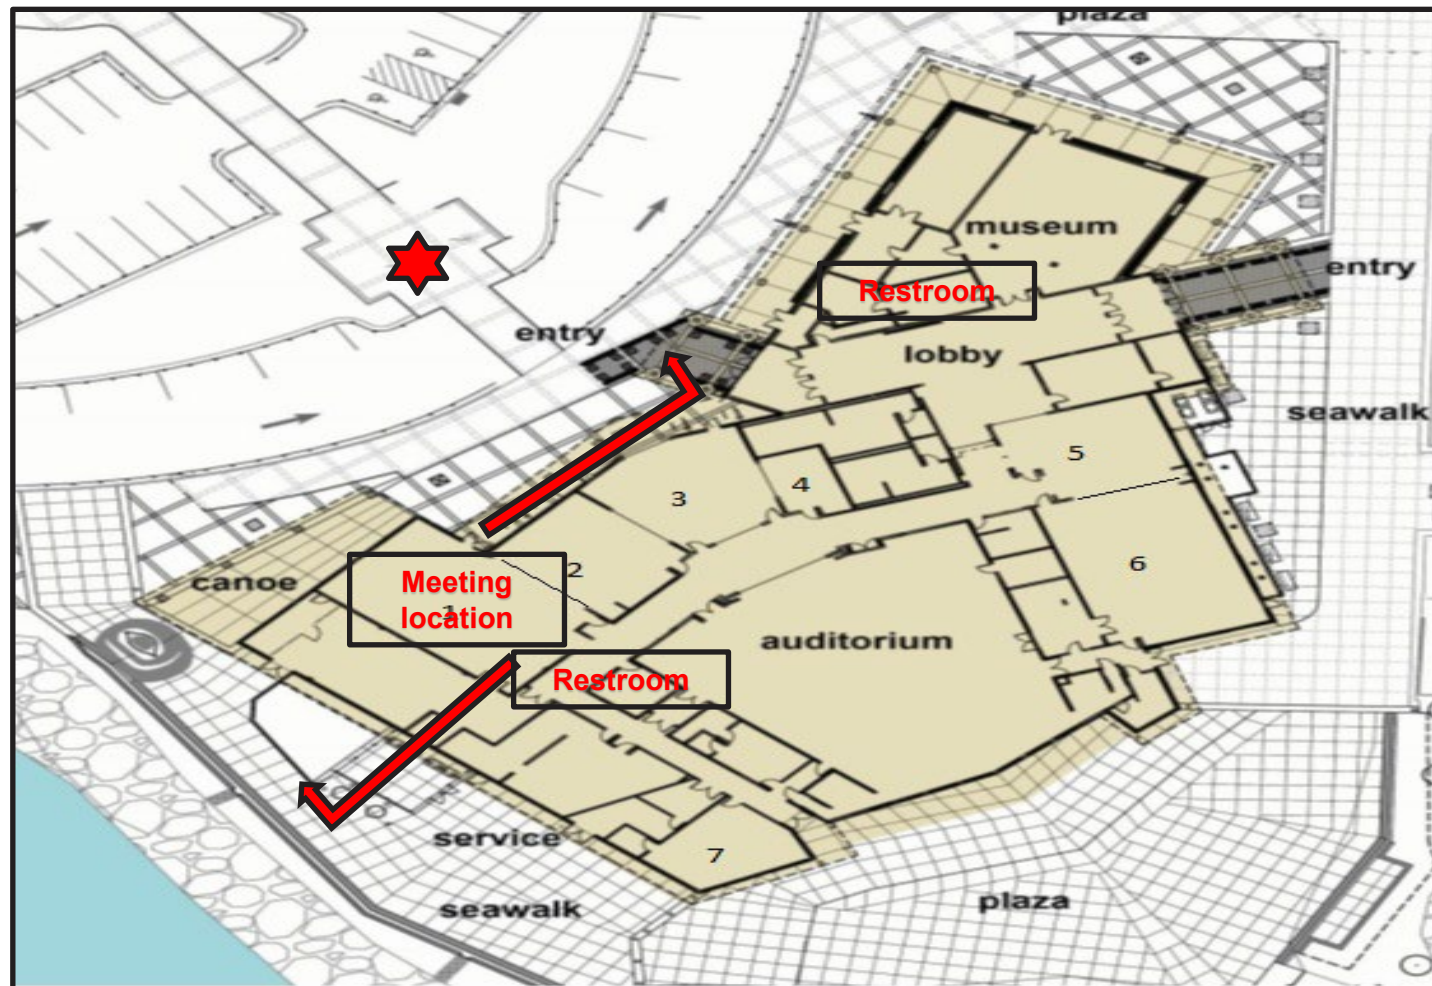 plaza
museum
entry
Restroom
entry
lobby
seawalk
5
3
4
6
2
canoe
Meeting
location
1
auditorium
Restroom
service
7
plaza
seawalk